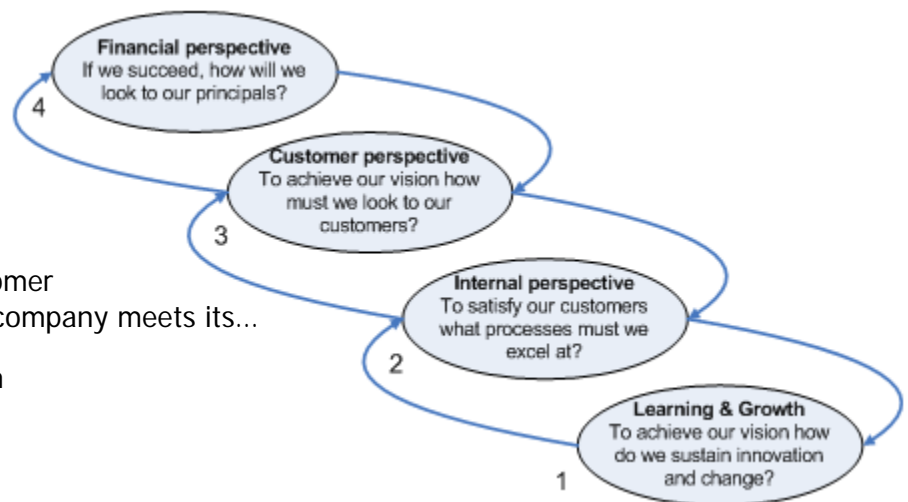 Financial perspective
If we succeed, how will we
look to our principals?
4
Customer perspective
To achieve our vision how
must we look to our
customers?
3
company meets its...
Internal perspective
To satisfy our customers
what processes must we
excel at?
2
Learning & Growth
To achieve our vision how
do we sustain innovation
and change?
1